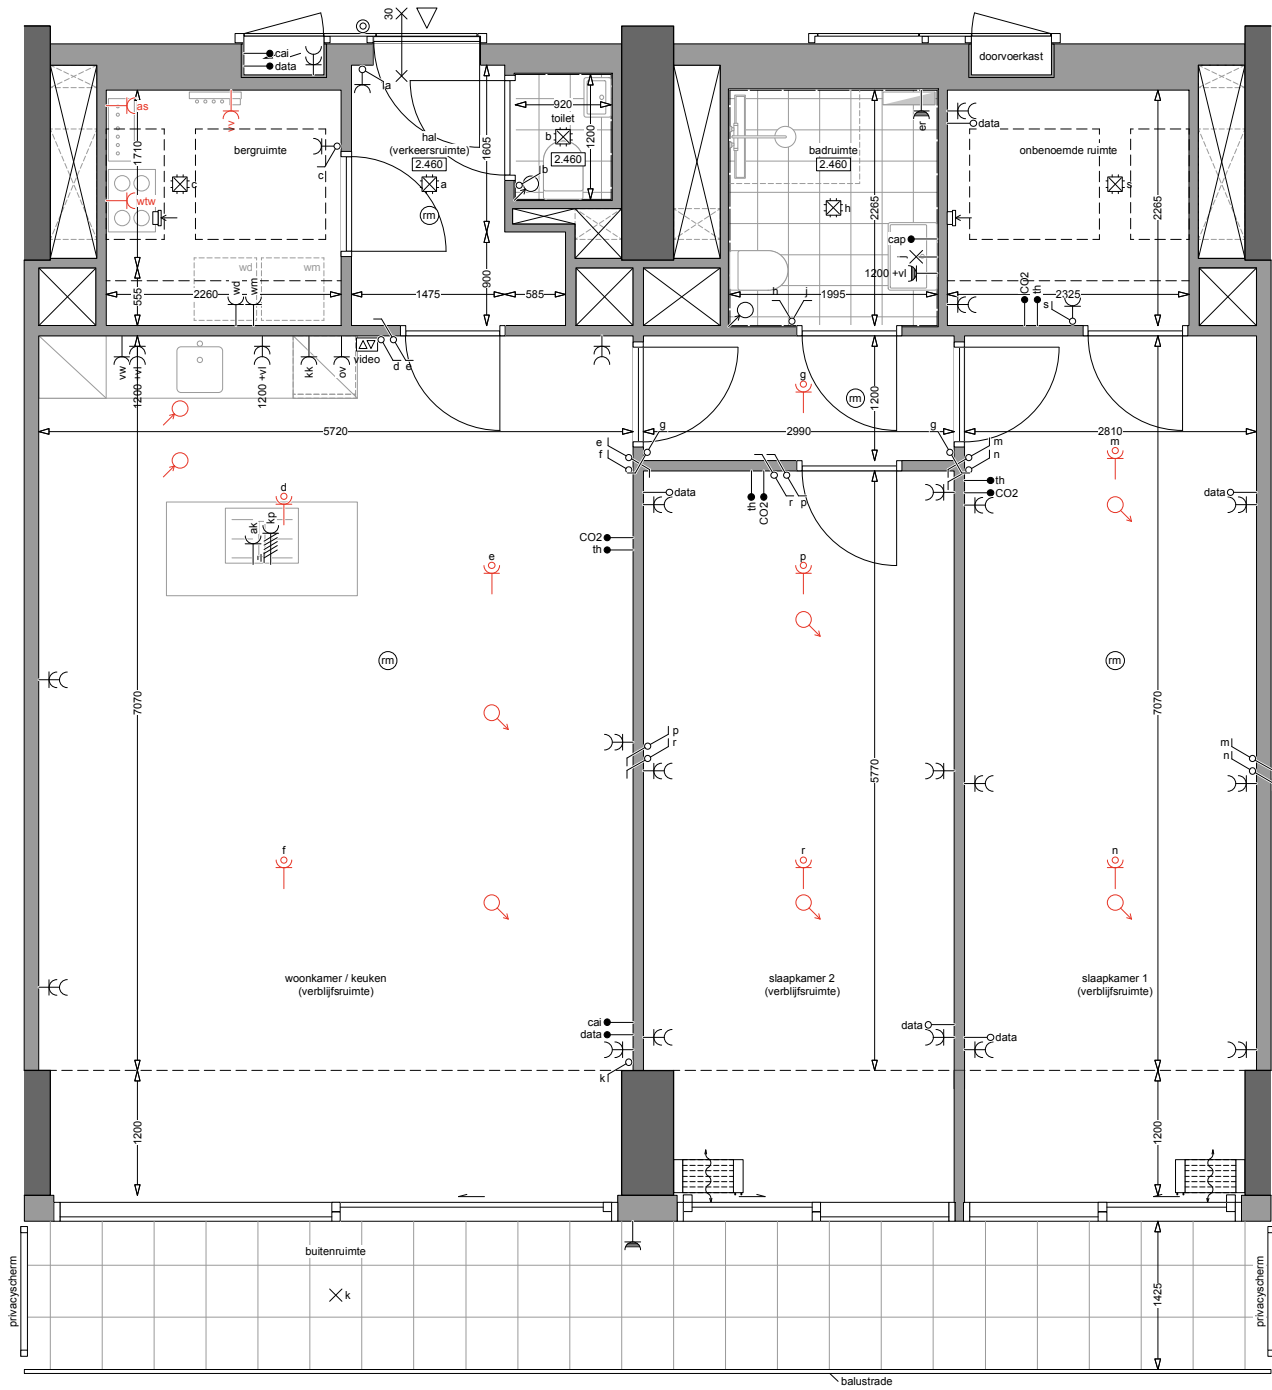 30
cai
data
la
as
vv
1710
bergruimte
c
wtw
c
hal
(verkeersruimte)
2.460
a
rm
1605
920
toilet
b
2.460
1200
b
900
555
2260
wd
wm
wd
wm
1475
585
badruimte
2.460
h
er
2265
cap
1200 +vl
1995
h
j
doorvoerkast
data
onbenoemde ruimte
s
2265
CO2
th
2325
s
vw
1200 +vl
1200 +vl
kk
ov
video
d
e
5720
g
rm
1200
2990
g
g
2810
e
f
m
n
m
th
CO2
data
data
th
CO2
r
p
d
ak
kp
CO2
th
e
p
rm
rm
7070
5770
7070
p
r
m
n
f
r
n
woonkamer / keuken
(verblijfsruimte)
slaapkamer 2
(verblijfsruimte)
slaapkamer 1
(verblijfsruimte)
cai
data
data
data
k
1200
1200
buitenruimte
k
privacyscherm
1425
privacyscherm
balustrade